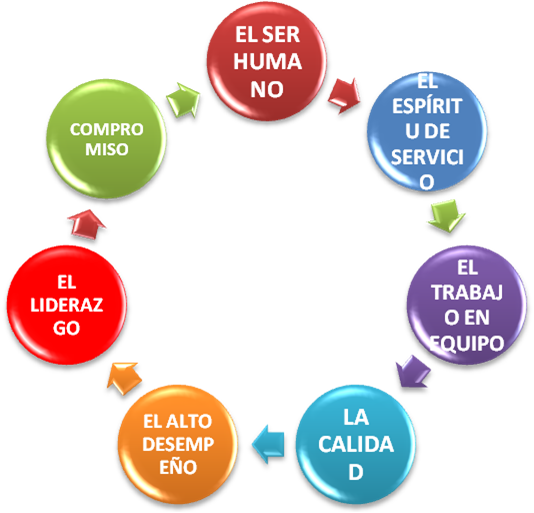 EL SER
HUMA
NO
EL
ESPÍRIT
U DE
SERVICI
O
EL
TRABAJ
O EN
EQUIPO
LA
CALIDA
D
EL ALTO
DESEMP
EÑO
EL
LIDERAZ
GO
COMPRO
MISO